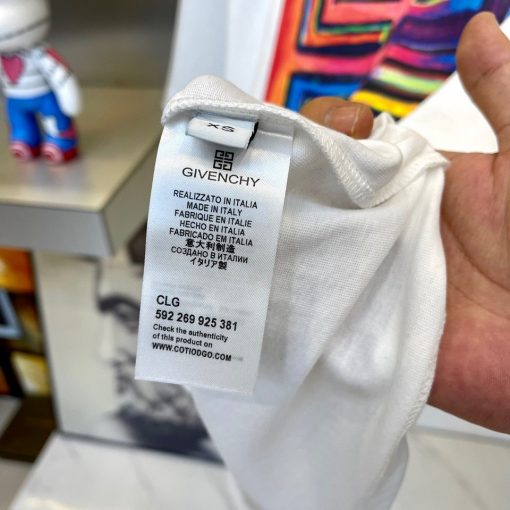 XS
GIVENCHY
REALIZZATO IN ITALIA
MADE IN ITALY
FABRIQUE EN ITALIE
HECHO EN ITALIA
FABRICADO EM ITALIA
意大利制造
СОЗДАНО В ИТАЛИИ
イタリア製
CLG
592 269 925 381
Check the authenticity
of this product on
WWW.COTIODGO.COM